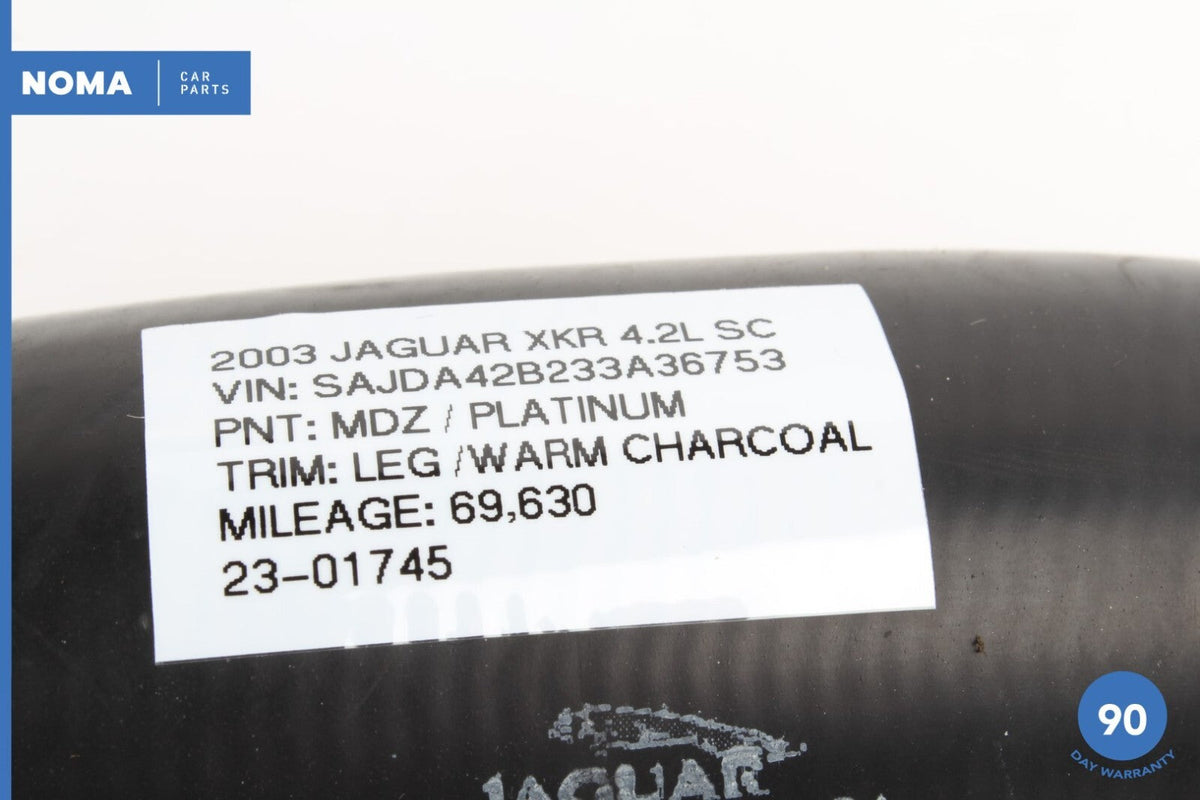 NOMA
CAR
PARTS
2003 JAGUAR XKR 4.2L SC
VIN: SAJDA42B233A36753
PNT: MDZ / PLATINUM
TRIM: LEG /WARM CHARCOAL
MILEAGE: 69,630
23-01745
JAGUAR
90
DAY WARRANTY